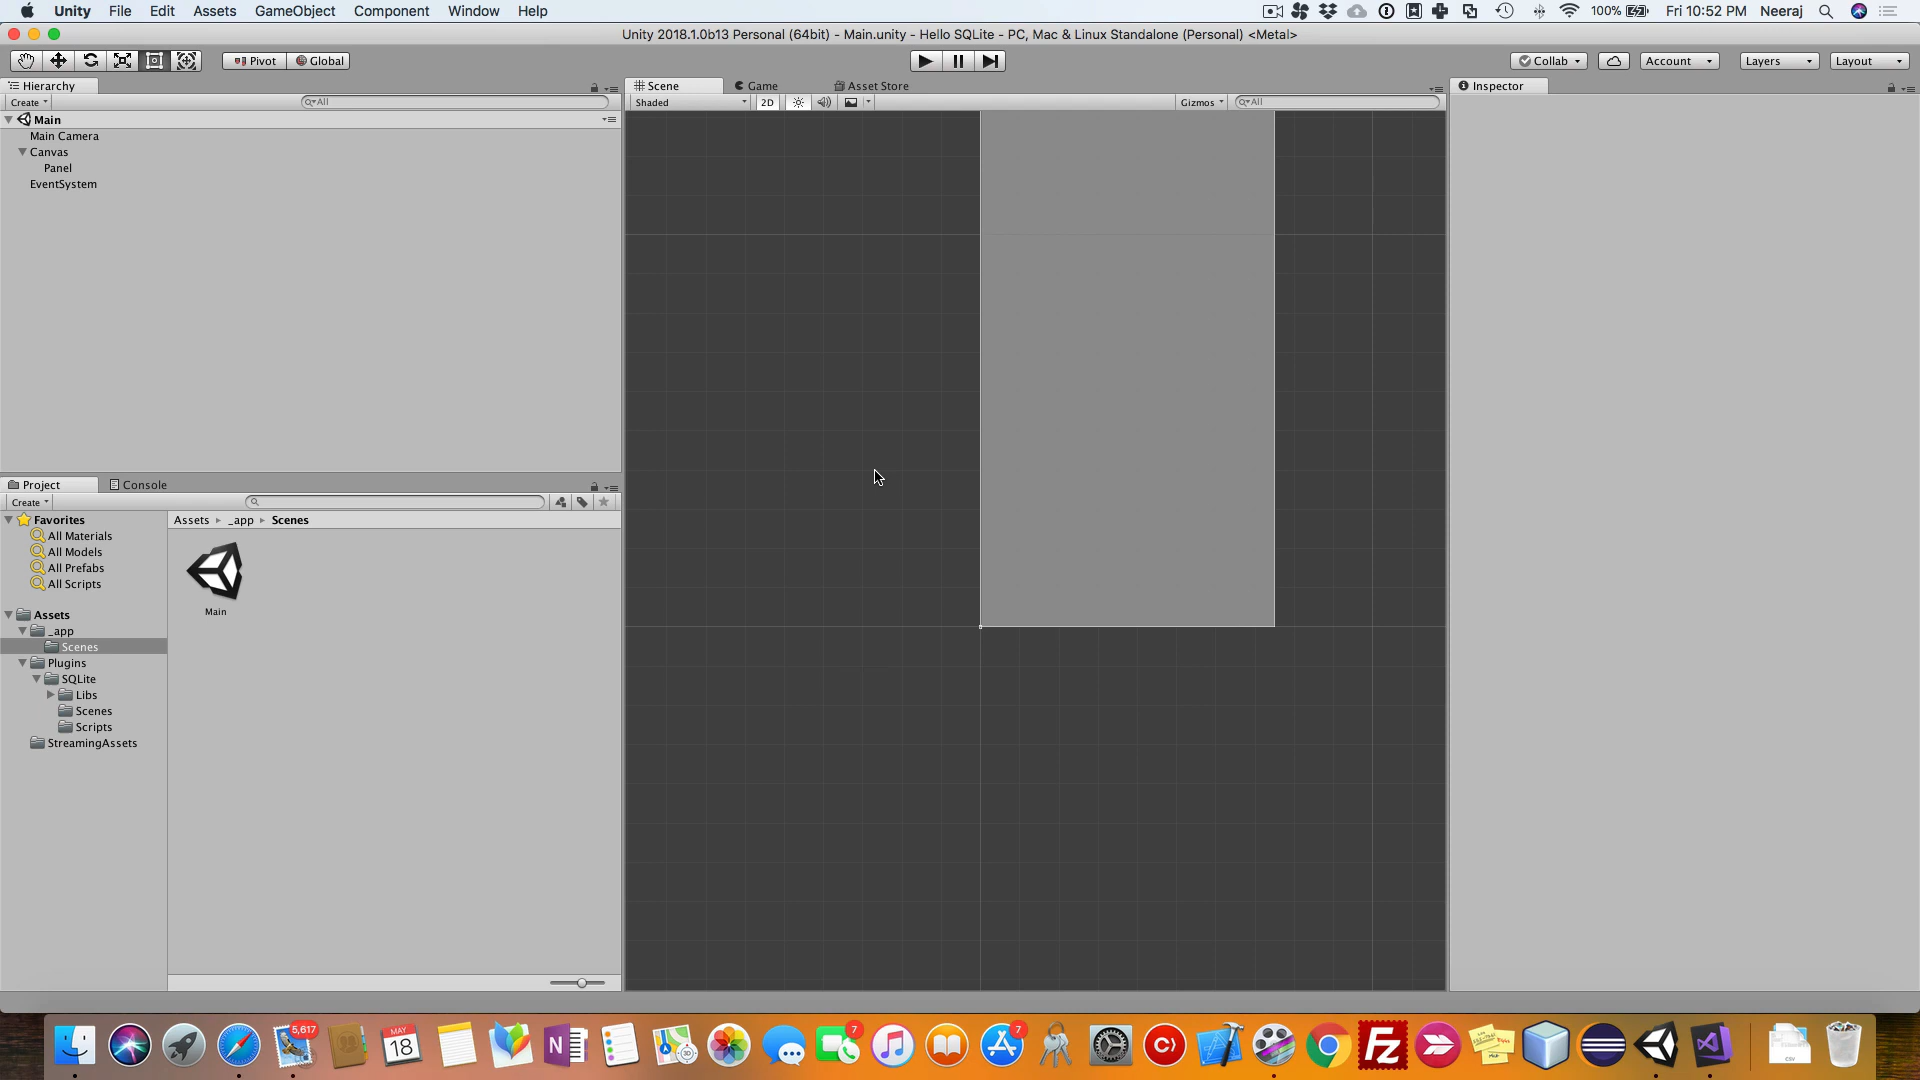 Unity File Edit Assets GameObject Component Window Help 100% Fri 10:52 PM Neeraj
Unity 2018.1.0b13 Personal (64bit) - Main.unity - Hello SQLite - PC, Mac & Linux Standalone (Personal) <Metal>
Pivot Global Collab Account Layers Layout
Hierarchy
Create All
Main
Main Camera
Canvas
Panel
EventSystem
Scene Game Asset Store
Shaded 2D Gizmos All
Inspector
Project Console
Create
Favorites
All Materials
All Models
All Prefabs
All Scripts
Assets
_app
Scenes
Plugins
SQLite
Libs
Scenes
Scripts
StreamingAssets
Assets _app Scenes
Main
5,617
MAY
18
N
3D
7
7
C)
FZ
CSV